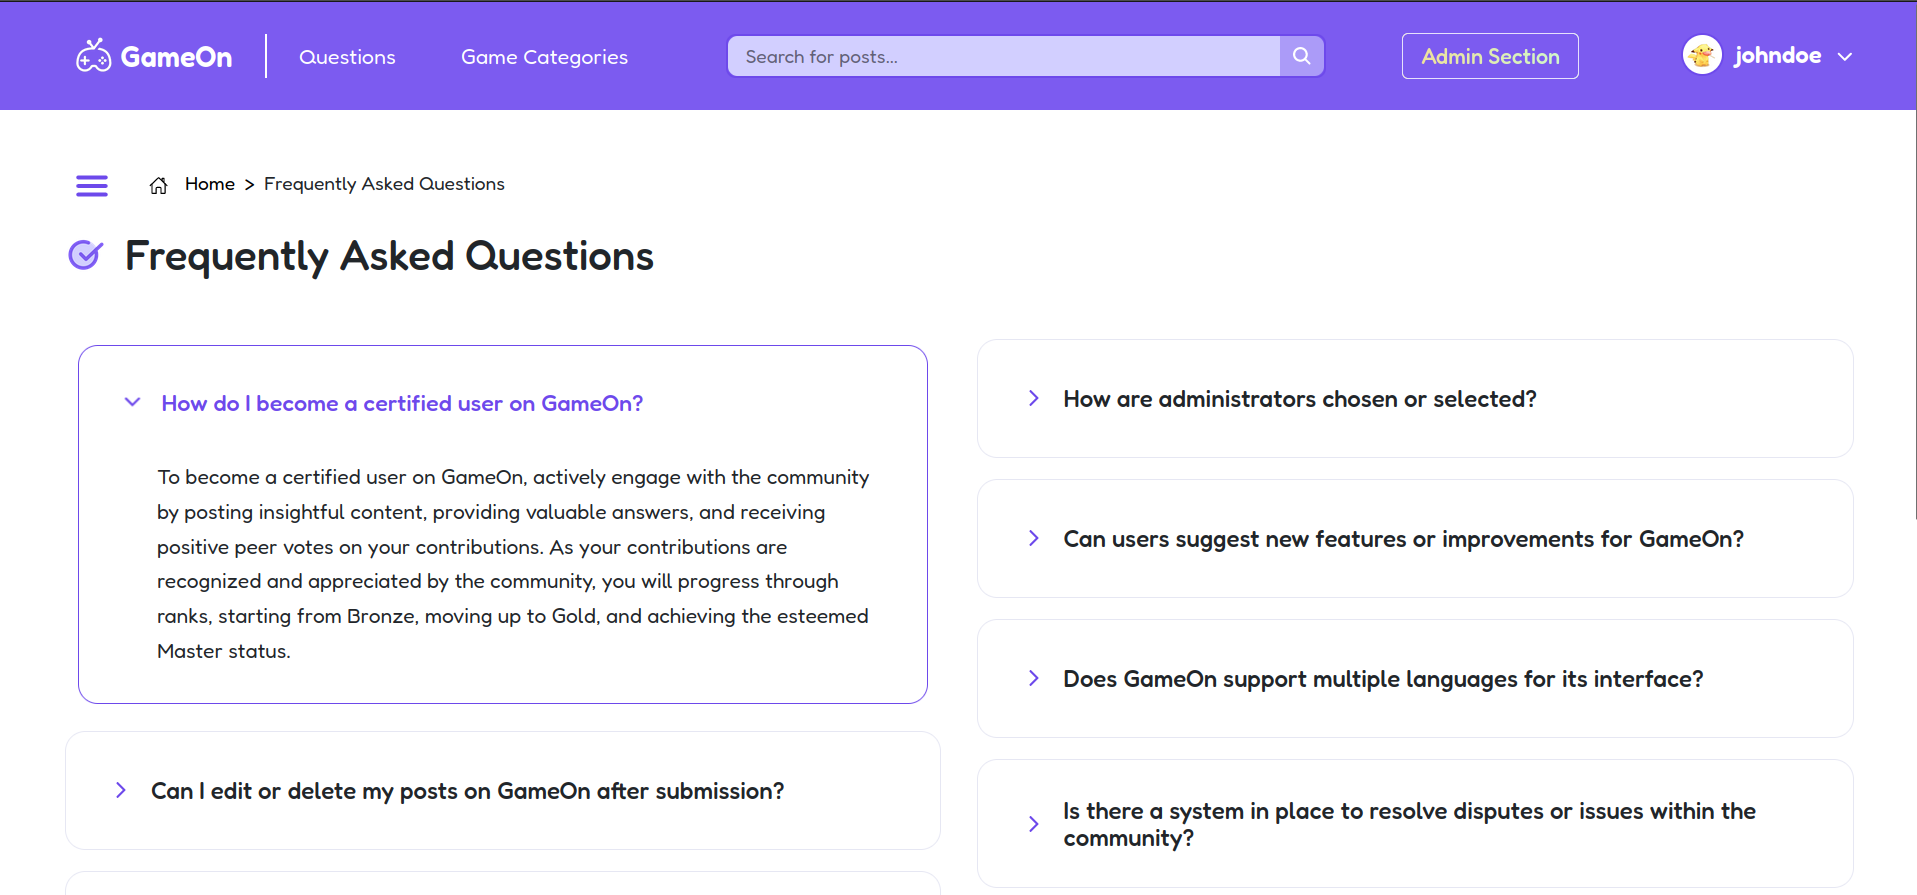 GameOn
Questions
Game Categories
Search for posts...
Admin Section
johndoe
Home > Frequently Asked Questions
Frequently Asked Questions
How do I become a certified user on GameOn?
To become a certified user on GameOn, actively engage with the community
by posting insightful content, providing valuable answers, and receiving
positive peer votes on your contributions. As your contributions are
recognized and appreciated by the community, you will progress through
ranks, starting from Bronze, moving up to Gold, and achieving the esteemed
Master status.
Can I edit or delete my posts on GameOn after submission?
How are administrators chosen or selected?
Can users suggest new features or improvements for GameOn?
Does GameOn support multiple languages for its interface?
Is there a system in place to resolve disputes or issues within the
community?